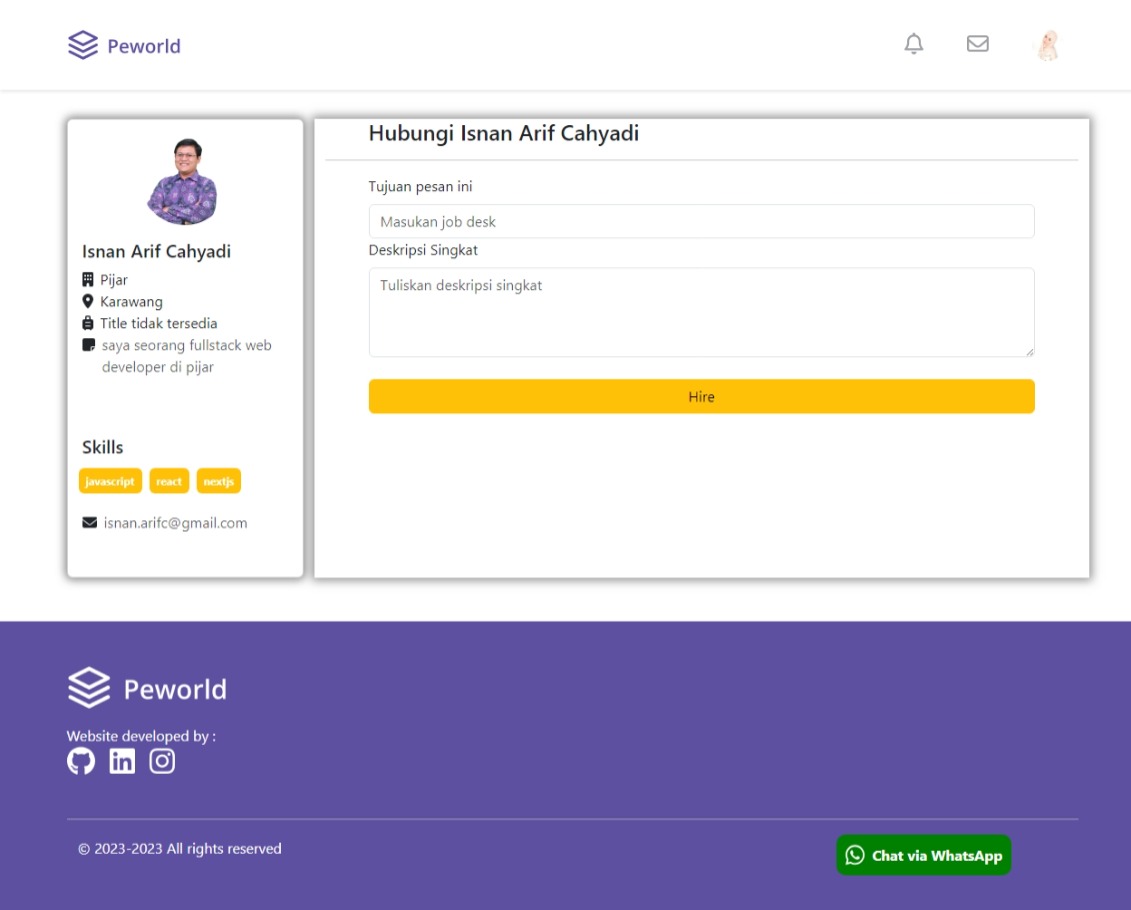 Peworld
Isnan Arif Cahyadi
Pijar
Karawang
Title tidak tersedia
saya seorang fullstack web
developer di pijar
Skills
javascript react nextjs
isnan.arifc@gmail.com
Hubungi Isnan Arif Cahyadi
Tujuan pesan ini
Masukan job desk
Deskripsi Singkat
Tuliskan deskripsi singkat
Hire
Peworld
Website developed by :
© 2023-2023 All rights reserved
Chat via WhatsApp